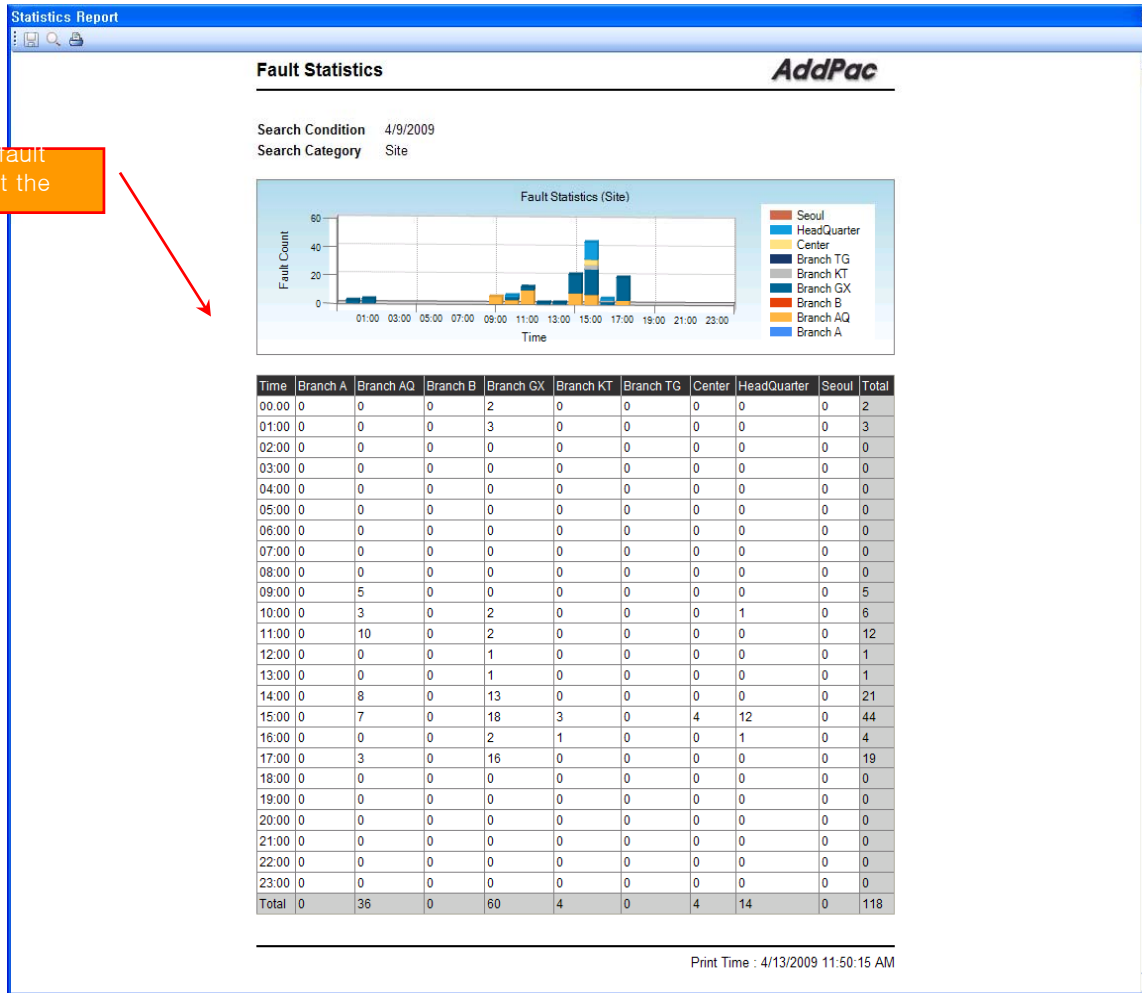 Statistics Report
Fault Statistics
AddPac
Search Condition 4/9/2009
Search Category Site
fault
t the
Fault Statistics (Site)
Fault Count
60
40
20
0
01:00 03:00 05:00 07:00 09:00 11:00 13:00 15:00 17:00 19:00 21:00 23:00
Time
Seoul
HeadQuarter
Center
Branch TG
Branch KT
Branch GX
Branch B
Branch AQ
Branch A
Time Branch A Branch AQ Branch B Branch GX Branch KT Branch TG Center HeadQuarter Seoul Total
00.00 0 0 0 2 0 0 0 0 0 2
01:00 0 0 0 3 0 0 0 0 0 3
02:00 0 0 0 0 0 0 0 0 0 0
03:00 0 0 0 0 0 0 0 0 0 0
04:00 0 0 0 0 0 0 0 0 0 0
05:00 0 0 0 0 0 0 0 0 0 0
06:00 0 0 0 0 0 0 0 0 0 0
07:00 0 0 0 0 0 0 0 0 0 0
08:00 0 0 0 0 0 0 0 0 0 0
09:00 0 5 0 0 0 0 0 0 0 5
10:00 0 3 0 2 0 0 0 1 0 6
11:00 0 10 0 2 0 0 0 0 0 12
12:00 0 0 0 1 0 0 0 0 0 1
13:00 0 0 0 1 0 0 0 0 0 1
14:00 0 8 0 13 0 0 0 0 0 21
15:00 0 7 0 18 3 0 4 12 0 44
16:00 0 0 0 2 1 0 0 1 0 4
17:00 0 3 0 16 0 0 0 0 0 19
18:00 0 0 0 0 0 0 0 0 0 0
19:00 0 0 0 0 0 0 0 0 0 0
20:00 0 0 0 0 0 0 0 0 0 0
21:00 0 0 0 0 0 0 0 0 0 0
22:00 0 0 0 0 0 0 0 0 0 0
23:00 0 0 0 0 0 0 0 0 0 0
Total 0 36 0 60 4 0 4 14 0 118
Print Time : 4/13/2009 11:50:15 AM